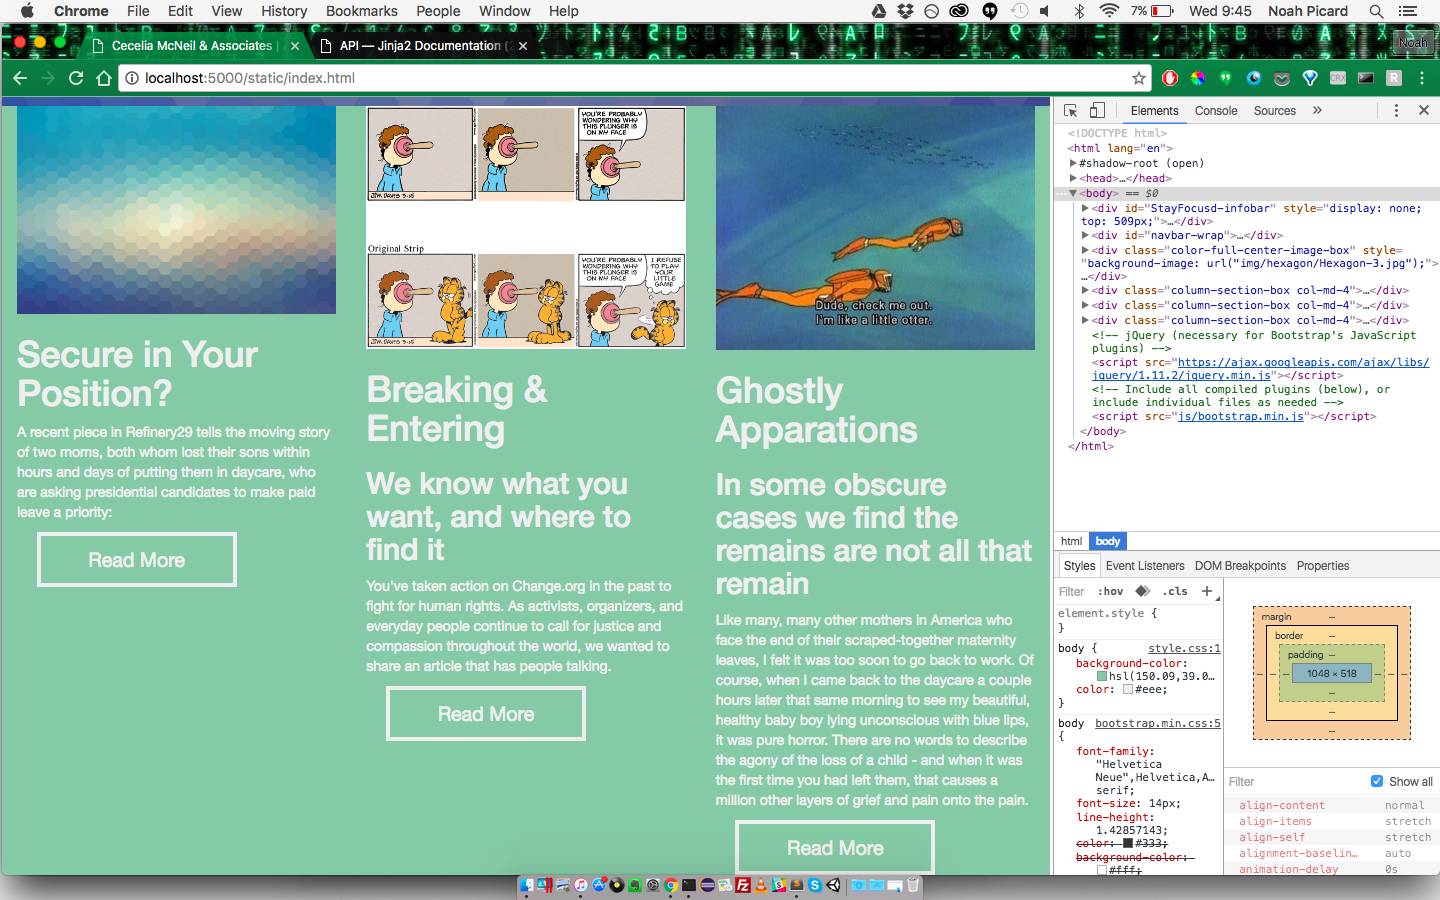 Chrome File Edit View History Bookmarks People Window Help 7% Wed 9:45 Noah Picard
Cecelia McNeil & Associates
API — Jinja2 Documentation (
Noah
localhost:5000/static/index.html
YOU'RE PROBABLY
WONDERING WHY
THIS PLUNGER IS
ON MY FACE
JIM DAVIS 3-15
Original Strip
YOU'RE PROBABLY
WONDERING WHY
THIS PLUNGER IS
ON MY FACE
I REFUSE
TO PLAY
YOUR
LITTLE
GAME
JIM DAVIS 3-15
Dude, check me out.
I'm like a little otter.
Secure in Your
Position?
A recent piece in Refinery29 tells the moving story
of two moms, both whom lost their sons within
hours and days of putting them in daycare, who
are asking presidential candidates to make paid
leave a priority:
Read More
Breaking &
Entering
We know what you
want, and where to
find it
You've taken action on Change.org in the past to
fight for human rights. As activists, organizers, and
everyday people continue to call for justice and
compassion throughout the world, we wanted to
share an article that has people talking.
Read More
Ghostly
Apparations
In some obscure
cases we find the
remains are not all that
remain
Like many, many other mothers in America who
face the end of their scraped-together maternity
leaves, I felt it was too soon to go back to work. Of
course, when I came back to the daycare a couple
hours later that same morning to see my beautiful,
healthy baby boy lying unconscious with blue lips,
it was pure horror. There are no words to describe
the agony of the loss of a child - and when it was
the first time you had left them, that causes a
million other layers of grief and pain onto the pain.
Read More
Elements Console Sources »
<!DOCTYPE html>
<html lang="en">
#shadow-root (open)
<head>…</head>
<body> == $0
<div id="StayFocusd-infobar" style="display: none;
top: 509px;">…</div>
<div id="navbar-wrap">…</div>
<div class="color-full-center-image-box" style=
"background-image: url("img/hexagon/Hexagon-3.jpg");">
…</div>
<div class="column-section-box col-md-4">…</div>
<div class="column-section-box col-md-4">…</div>
<div class="column-section-box col-md-4">…</div>
<!-- jQuery (necessary for Bootstrap's JavaScript
plugins) -->
<script src="https://ajax.googleapis.com/ajax/libs/
jquery/1.11.2/jquery.min.js"></script>
<!-- Include all compiled plugins (below), or
include individual files as needed -->
<script src="js/bootstrap.min.js"></script>
</body>
</html>
html body
Styles Event Listeners DOM Breakpoints Properties
Filter :hov .cls +
element.style {
}
body { style.css:1
background-color:
hsl(150.09,39.0…
color: #eee;
}
body bootstrap.min.css:5
{
font-family:
"Helvetica
Neue",Helvetica,A…
serif;
font-size: 14px;
line-height:
1.42857143;
color: #333;
background-color:
#fff;
margin –
border –
padding –
1048 × 518
Filter Show all
align-content normal
align-items stretch
align-self stretch
alignment-baselin… auto
animation-delay 0s